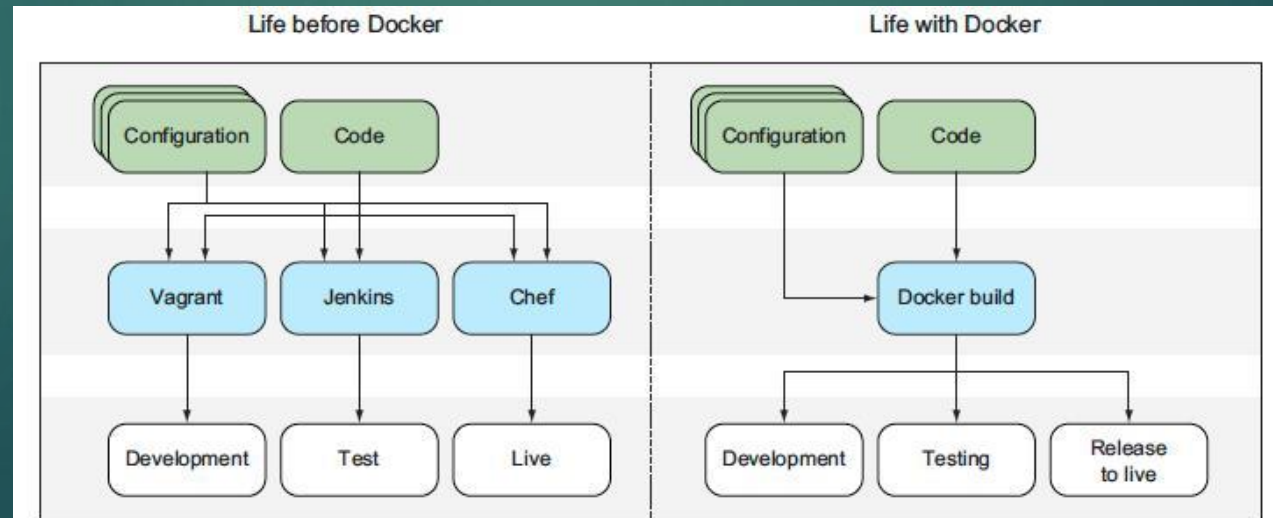 Life before Docker
Life with Docker
Configuration
Code
Configuration
Code
Vagrant
Jenkins
Chef
Docker build
Development
Test
Live
Development
Testing
Release
to live